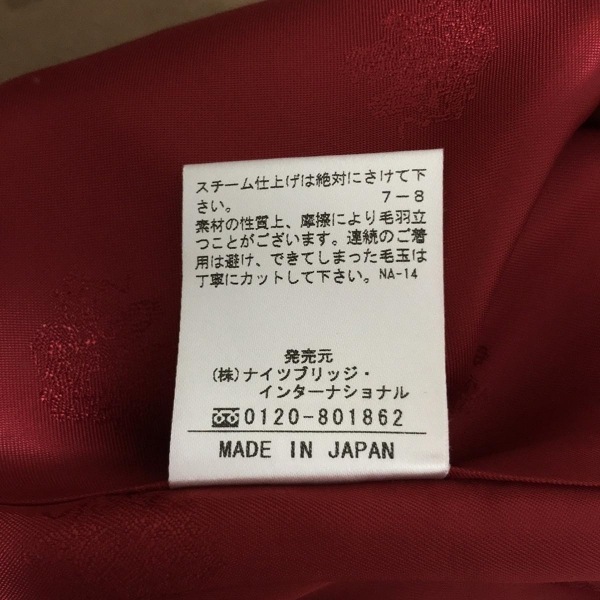 スチーム仕上げは絶対にさけて下
さい。 7-8
素材の性質上、摩擦により毛羽立
つことがございます。連続のご着
用は避け、できてしまった毛玉は
丁寧にカットして下さい。 NA-14
発売元
(株)ナイツブリッジ・
インターナショナル
0120-801862
MADE IN JAPAN